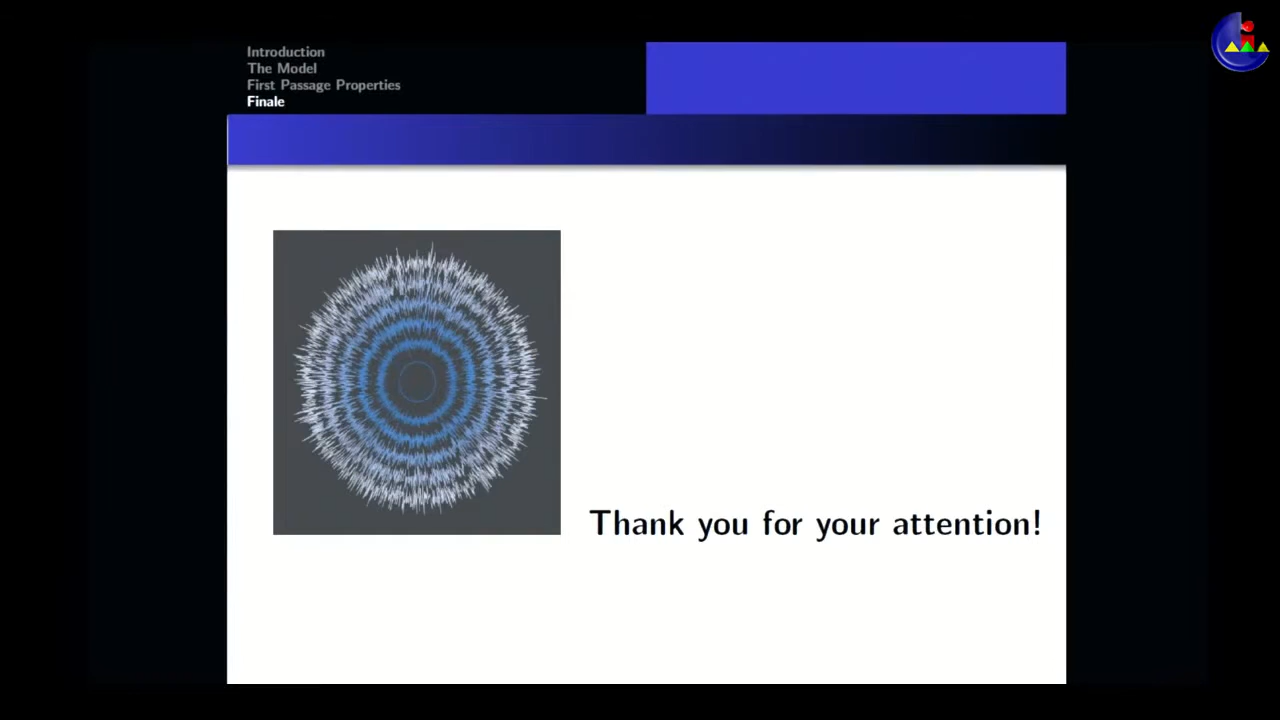 Introduction
The Model
First Passage Properties
Finale
Thank you for your attention!